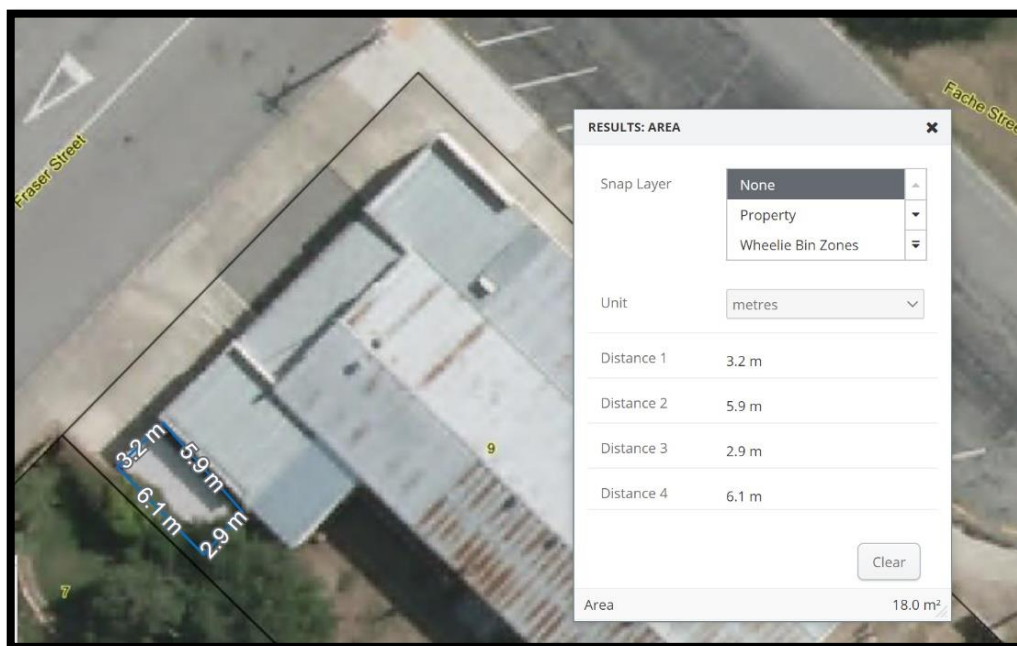 Fraser Street
Fache Stree
3.2 m
5.9 m
6.1 m
2.9 m
9
7
RESULTS: AREA
Snap Layer
None
Property
Wheelie Bin Zones
Unit
metres
Distance 1
3.2 m
Distance 2
5.9 m
Distance 3
2.9 m
Distance 4
6.1 m
Clear
Area
18.0 m²